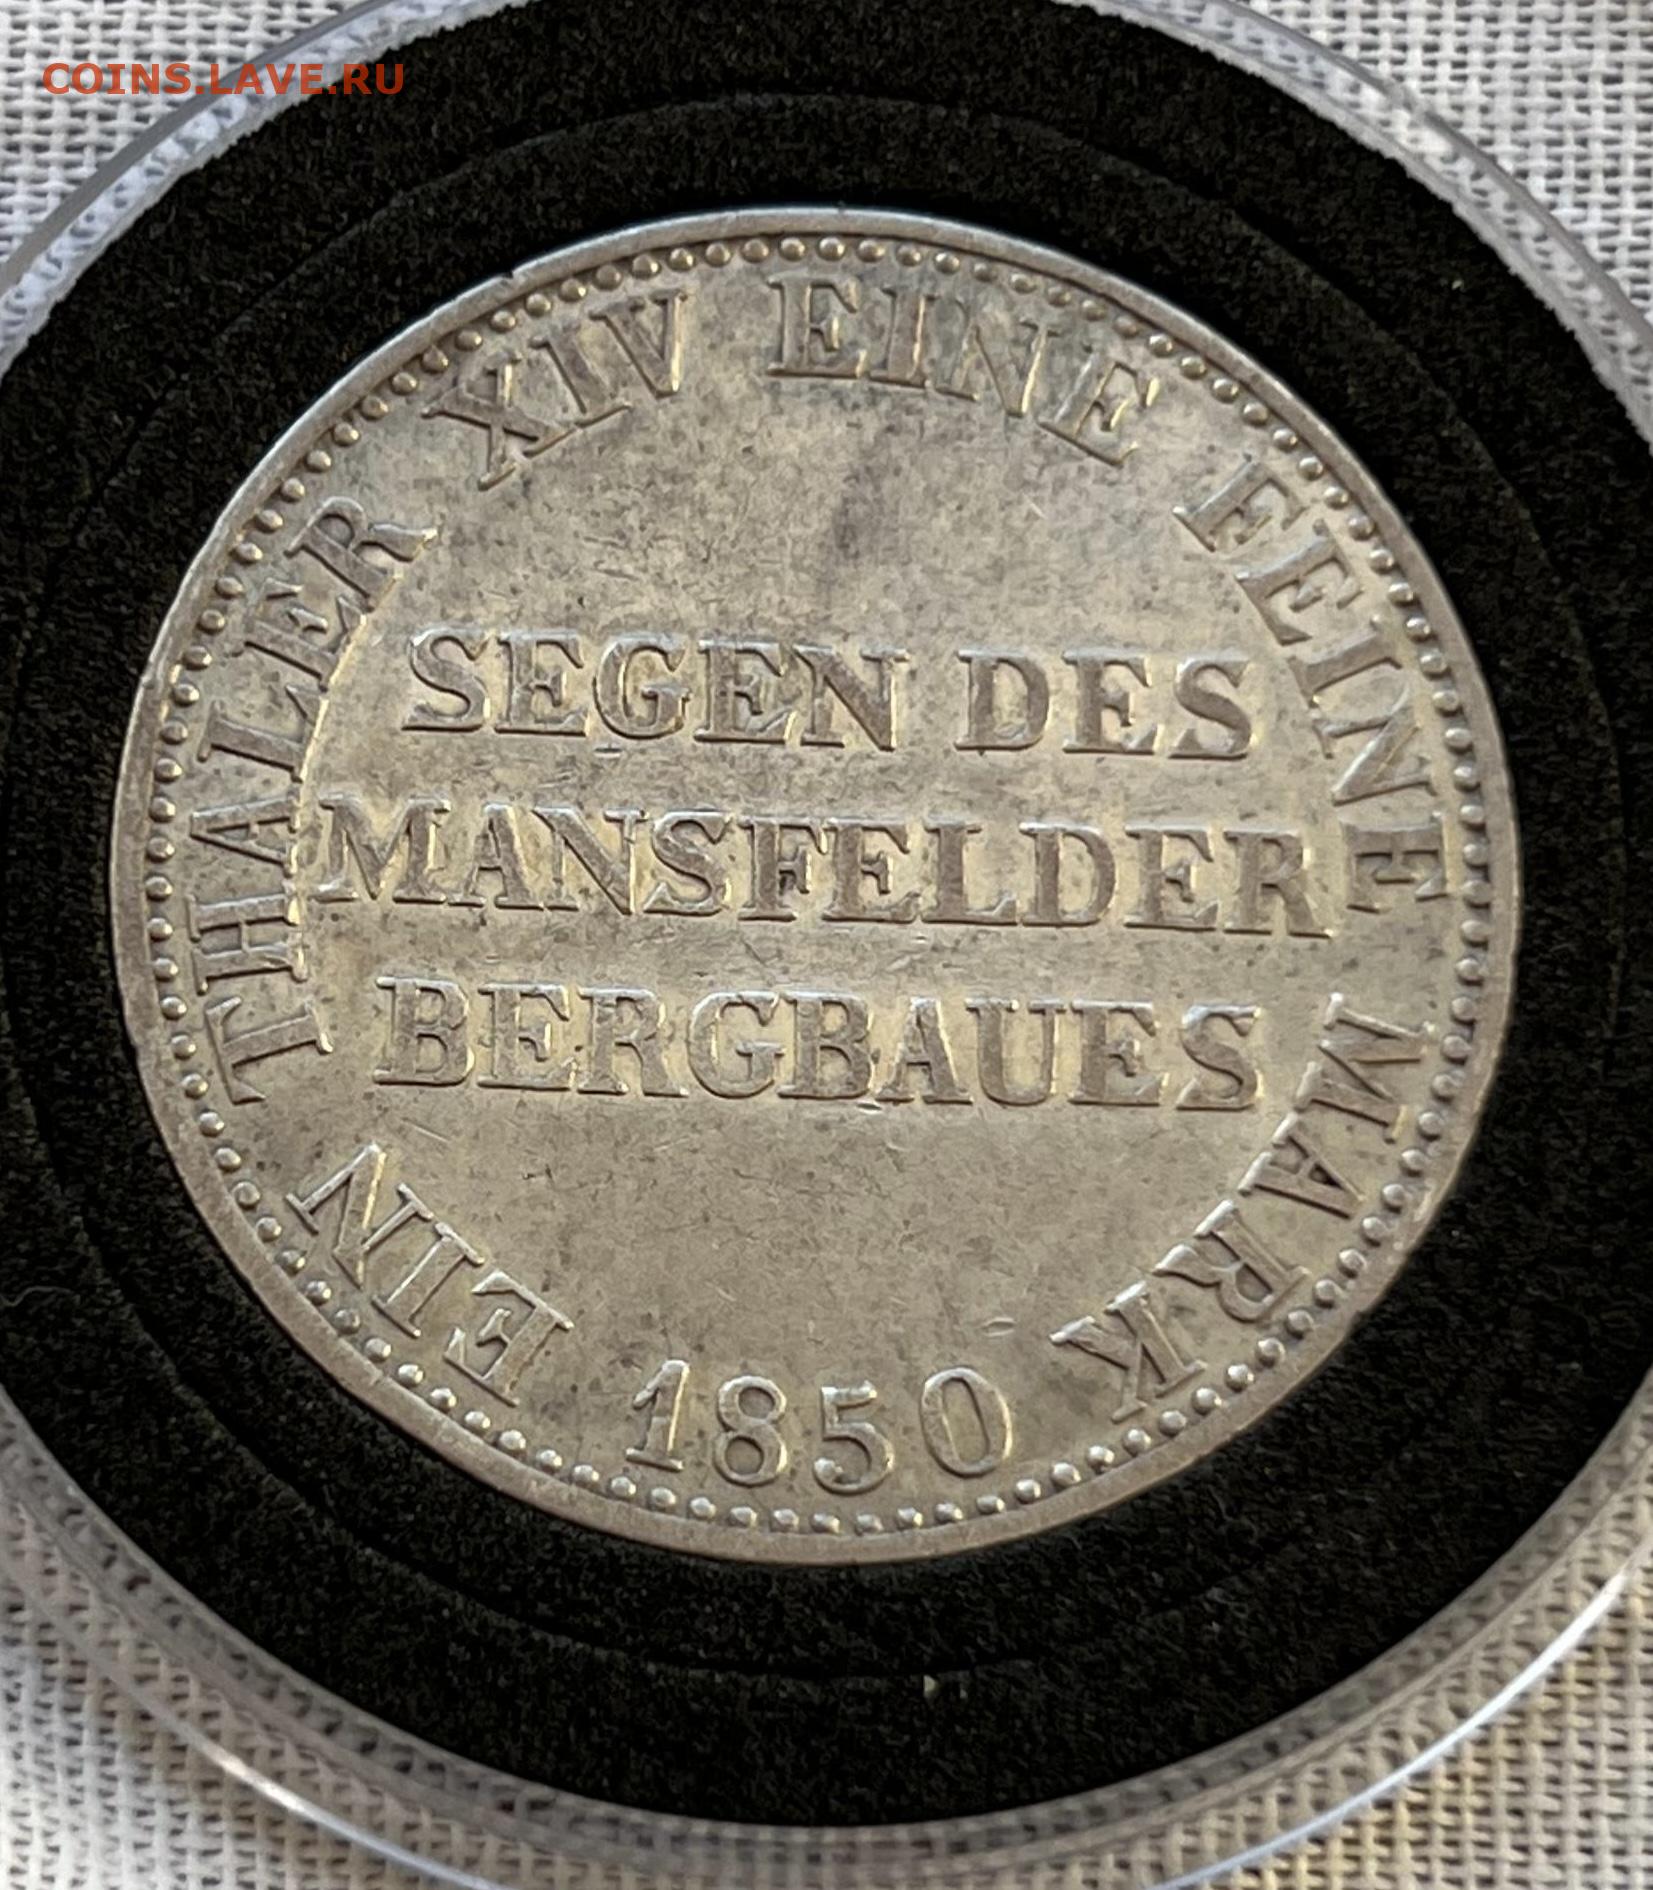 COINS.LAVE.RU
EIN THALER XIV EINE FEINE MARK
SEGEN DES
MANSFELDER
BERGBAUES
1850